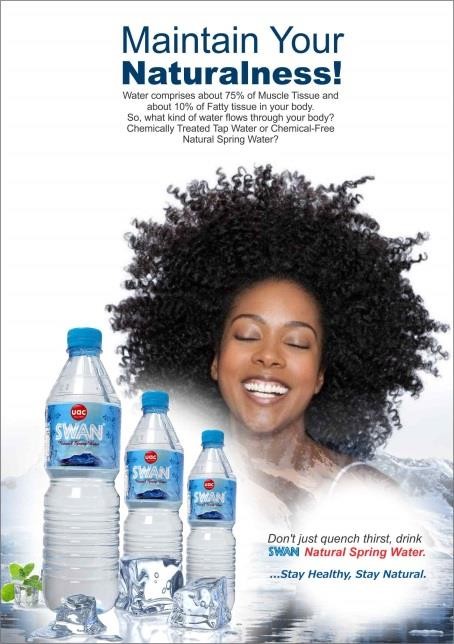 Maintain Your
Naturalness!
Water comprises about 75% of Muscle Tissue and
about 10% of Fatty tissue in your body.
So, what kind of water flows through your body?
Chemically Treated Tap Water or Chemical-Free
Natural Spring Water?
uac
SWAN
Natural Spring Water
uac
SWAN
uac
SWAN
Don't just quench thirst, drink
SWAN Natural Spring Water.
...Stay Healthy, Stay Natural.